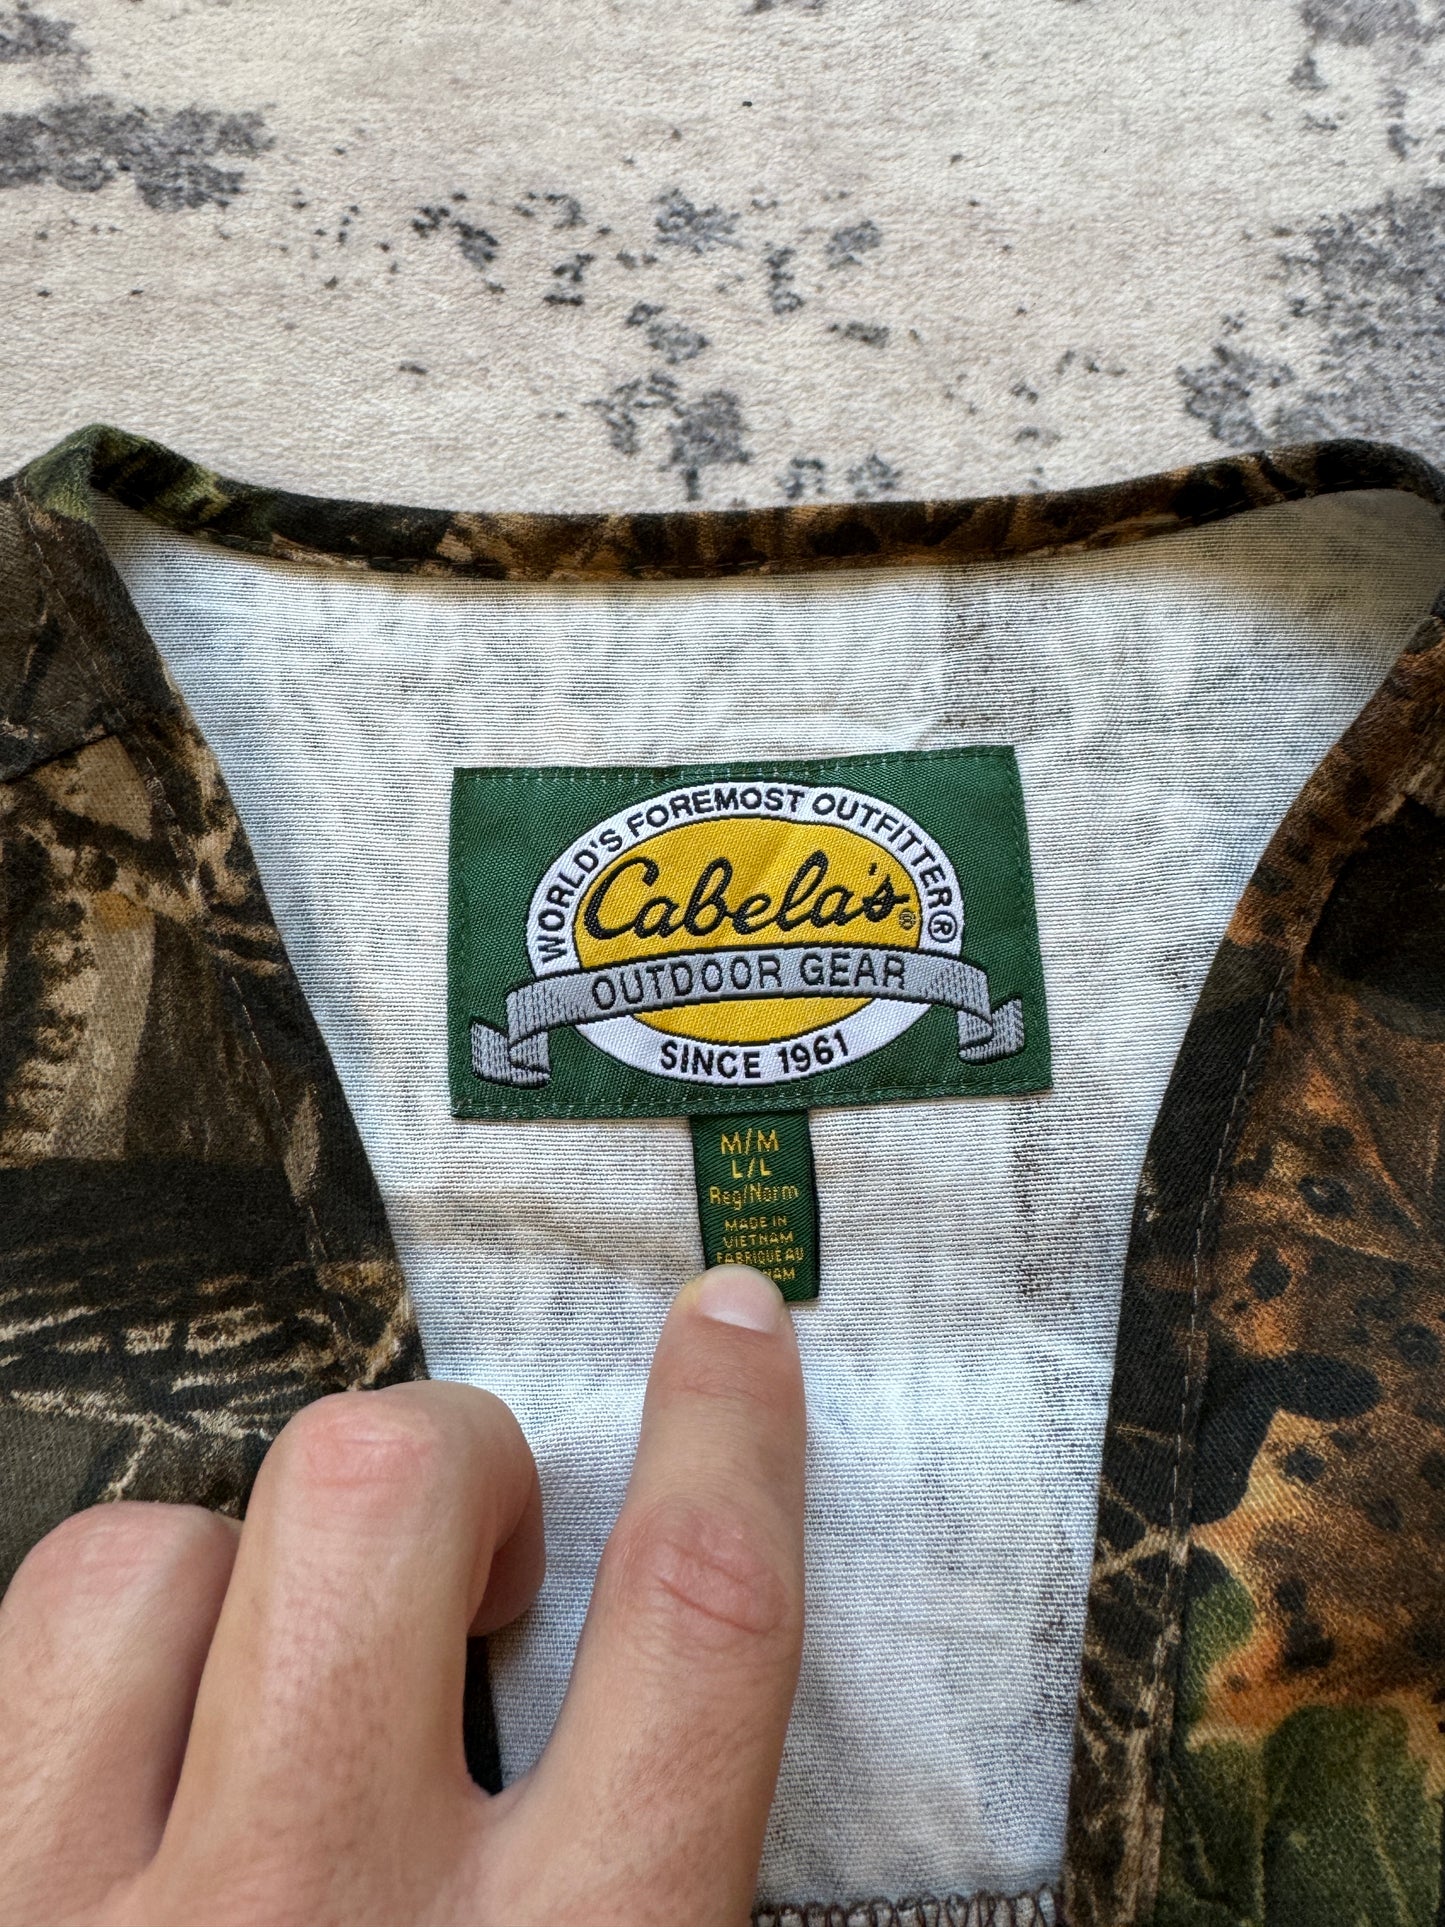 WORLD'S FOREMOST OUTFITTER®
Cabela's®
OUTDOOR GEAR
SINCE 1961
M/M
L/L
Reg/Norm
MADE IN
VIETNAM
FABRIQUE AU